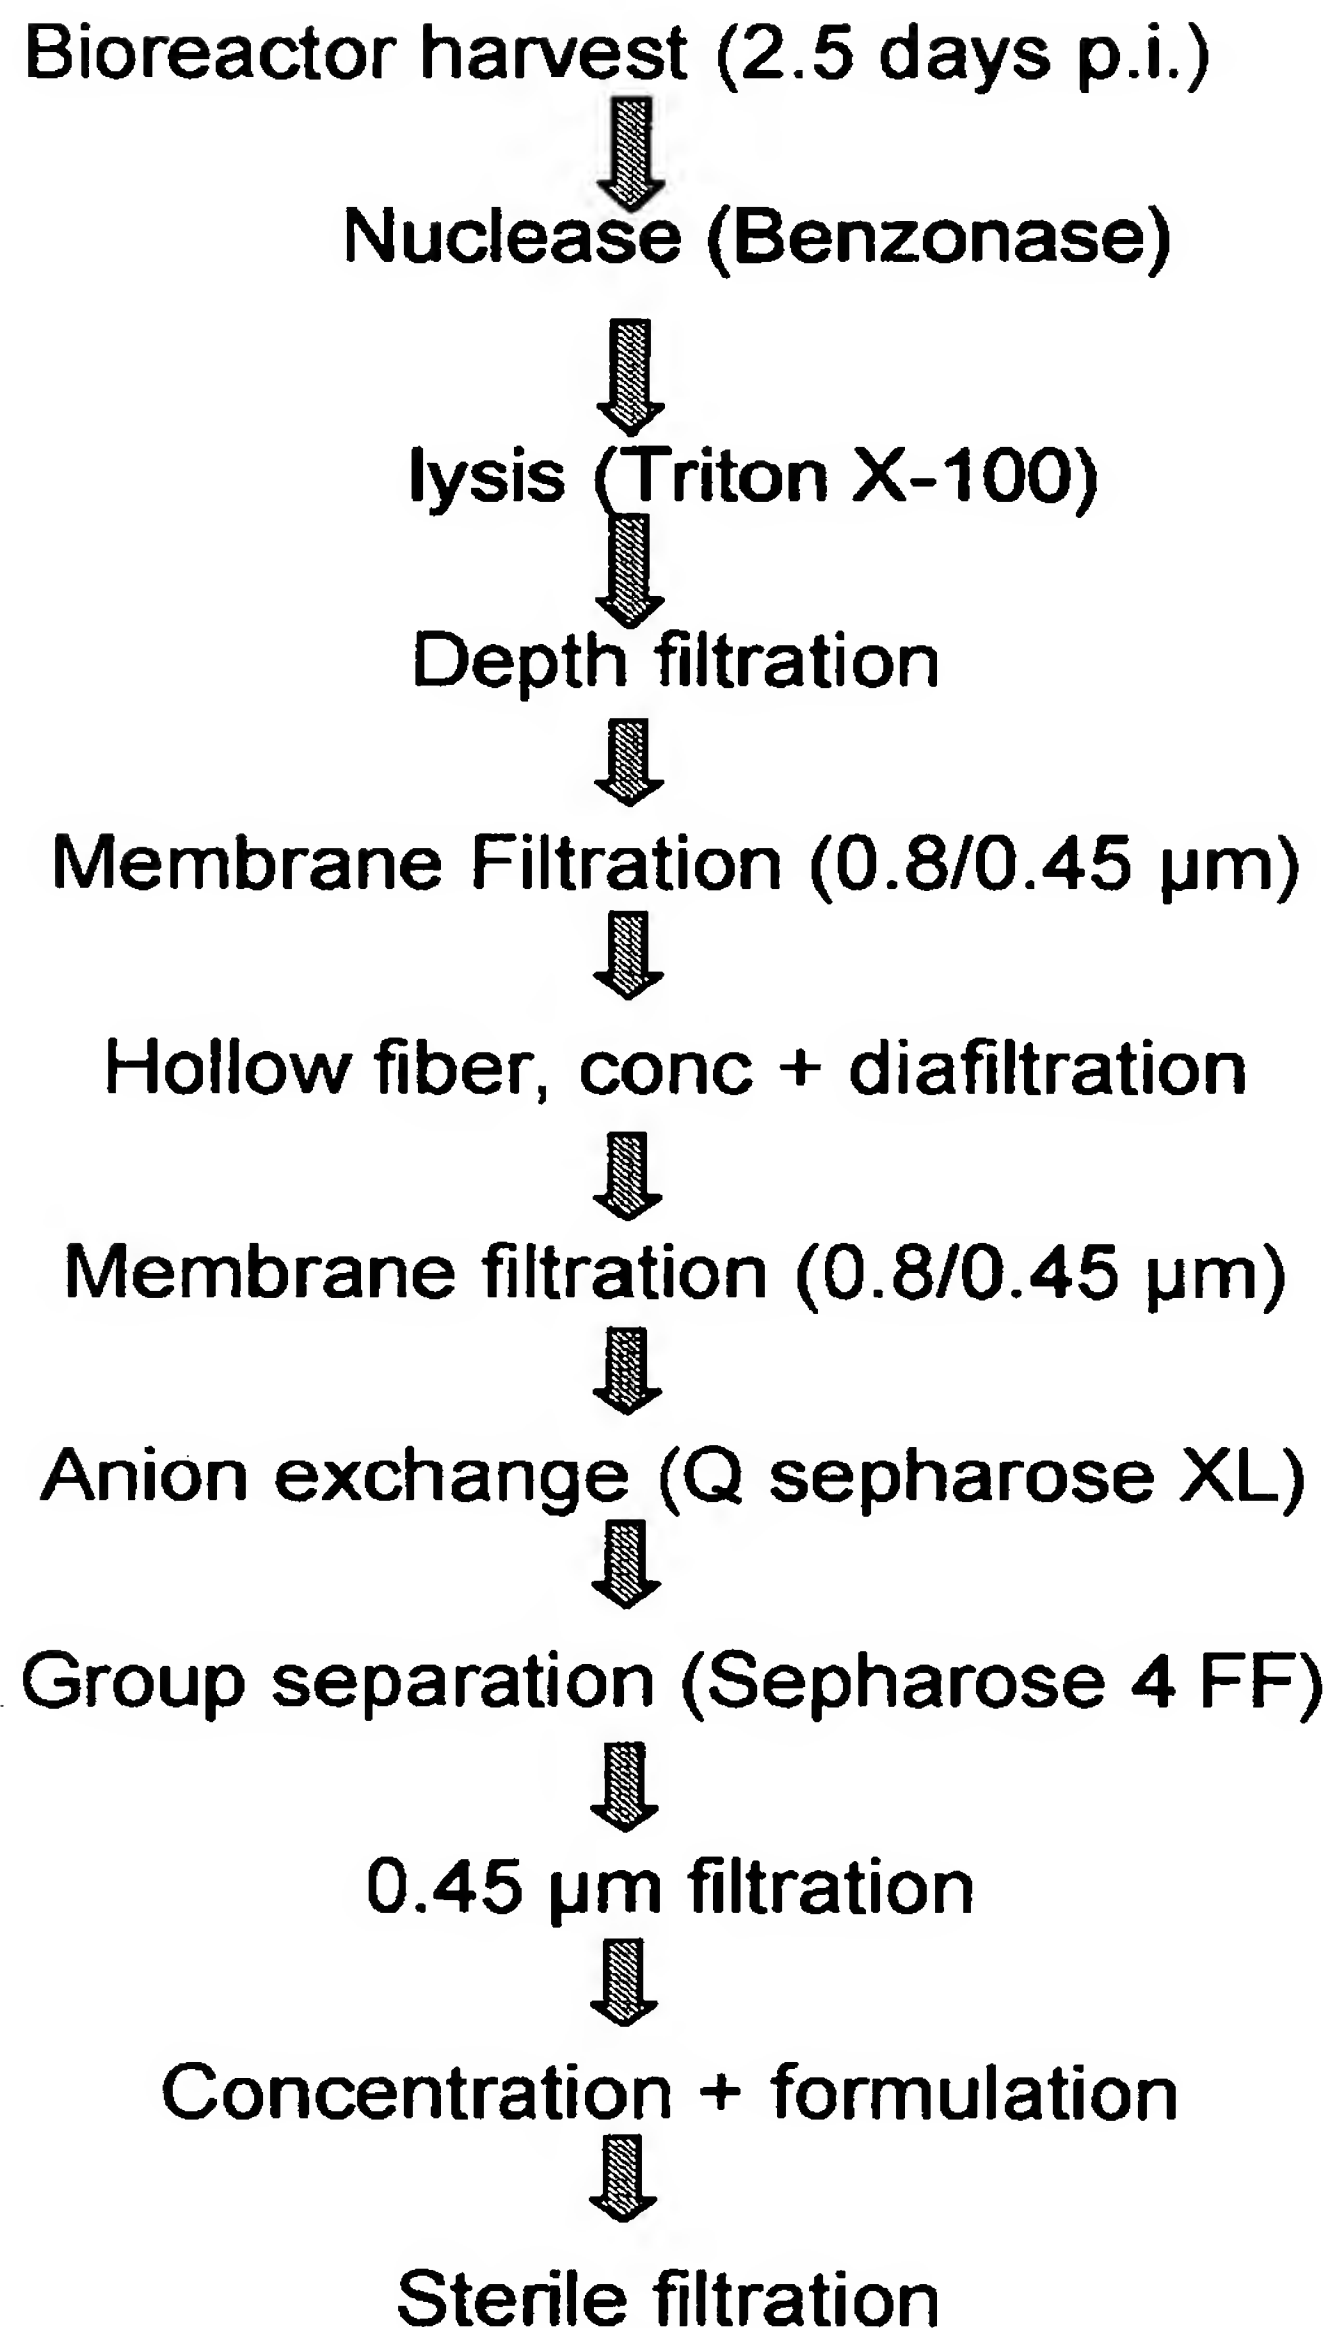 Bioreactor harvest (2.5 days p.i.)
Nuclease (Benzonase)
lysis (Triton X-100)
Depth filtration
Membrane Filtration (0.8/0.45 µm)
Hollow fiber, conc + diafiltration
Membrane filtration (0.8/0.45 µm)
Anion exchange (Q sepharose XL)
Group separation (Sepharose 4 FF)
0.45 µm filtration
Concentration + formulation
Sterile filtration